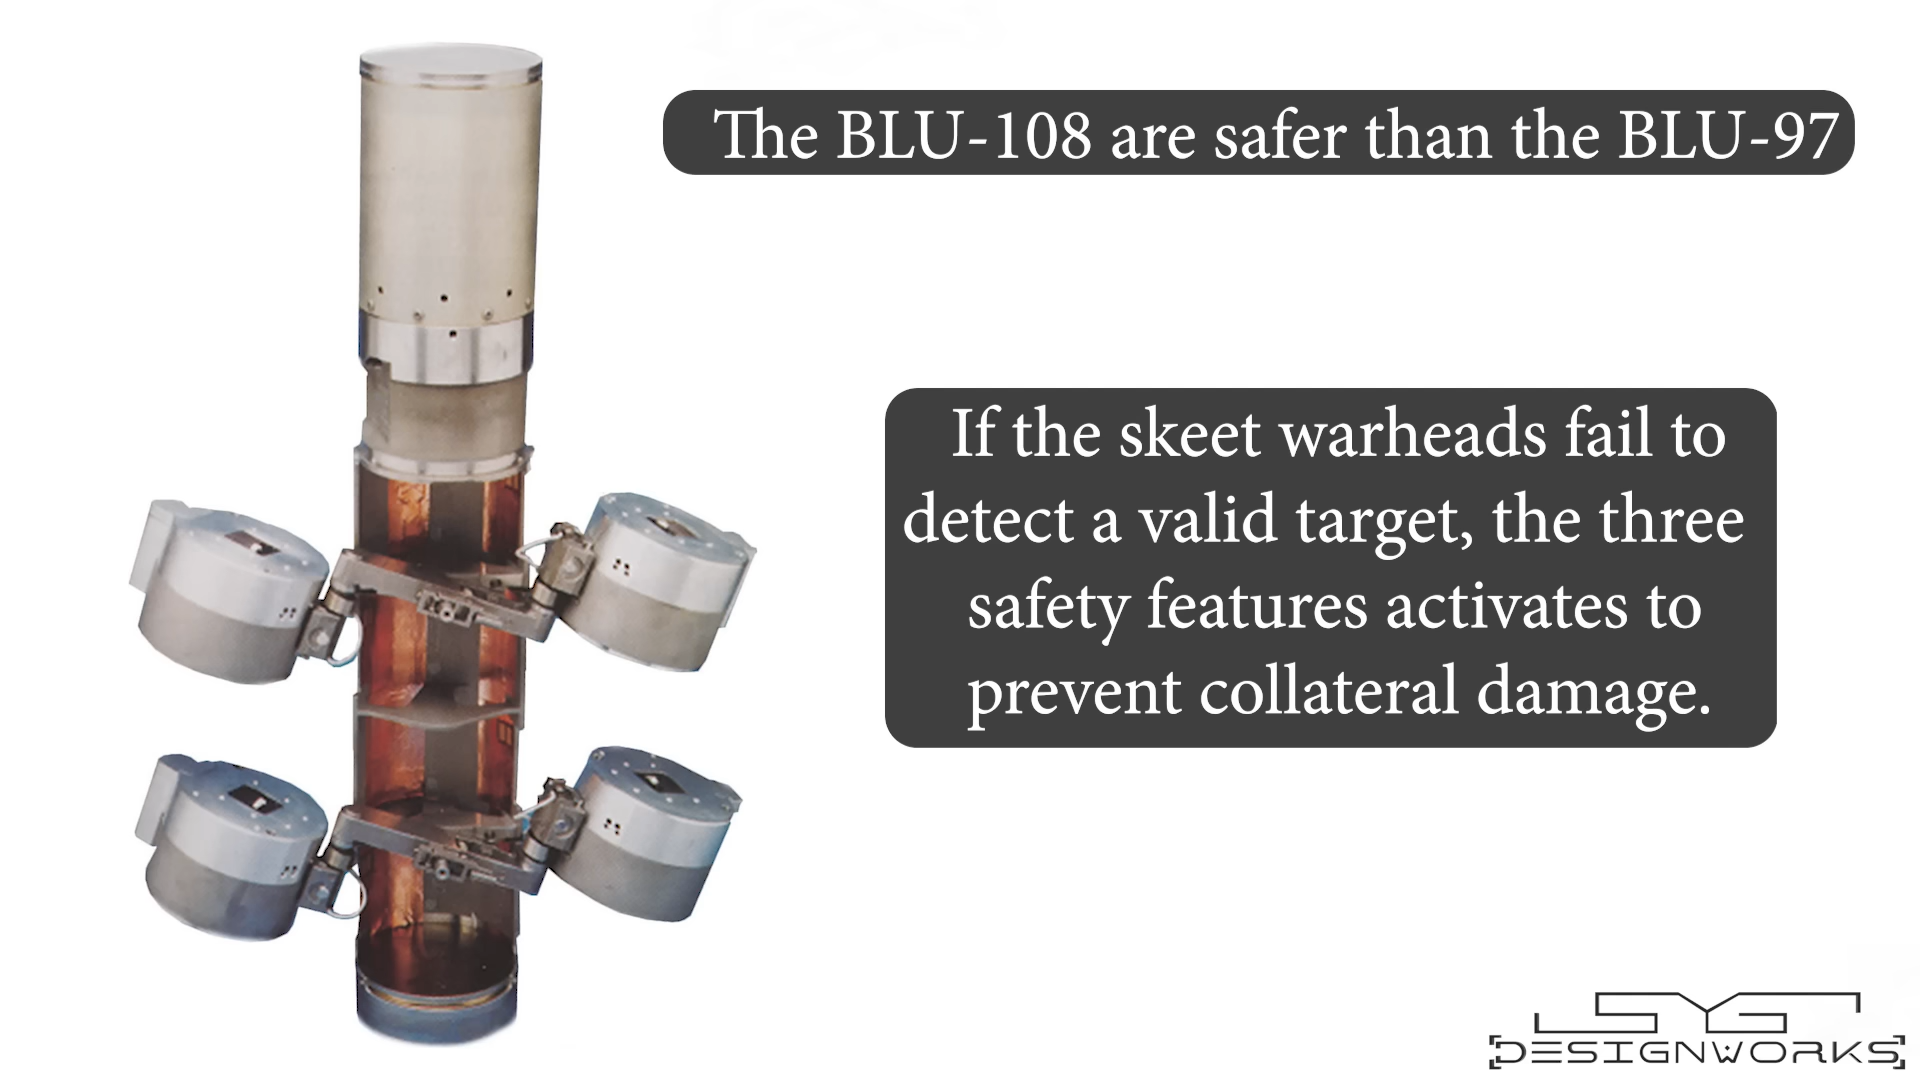 The BLU-108 are safer than the BLU-97
If the skeet warheads fail to
detect a valid target, the three
safety features activates to
prevent collateral damage.
SYGT
[DESIGNWORKS]